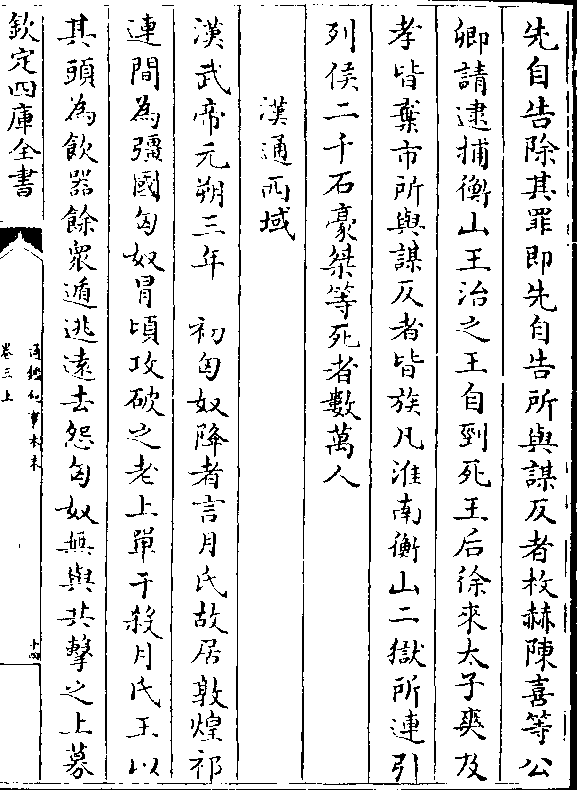 先自告除其罪即先自告所與謀反者枚赫陳喜等公
卿請逮捕衡山王治之王自剄死王后徐來太子爽及
孝皆棄市所與謀反者皆族凡淮南衡山二獄所連引
列侯二千石豪桀等死者數萬人
漢通西域
漢武帝元朔三年 初匈奴降者言月氏故居敦煌祁
連間為彊國匈奴冒頓攻破之老上單于殺月氏王以
其頭為飲器餘衆遁逃遠去怨匈奴無與共擊之上募
欽定四庫全書
通鑑紀事本末
卷三上
十四